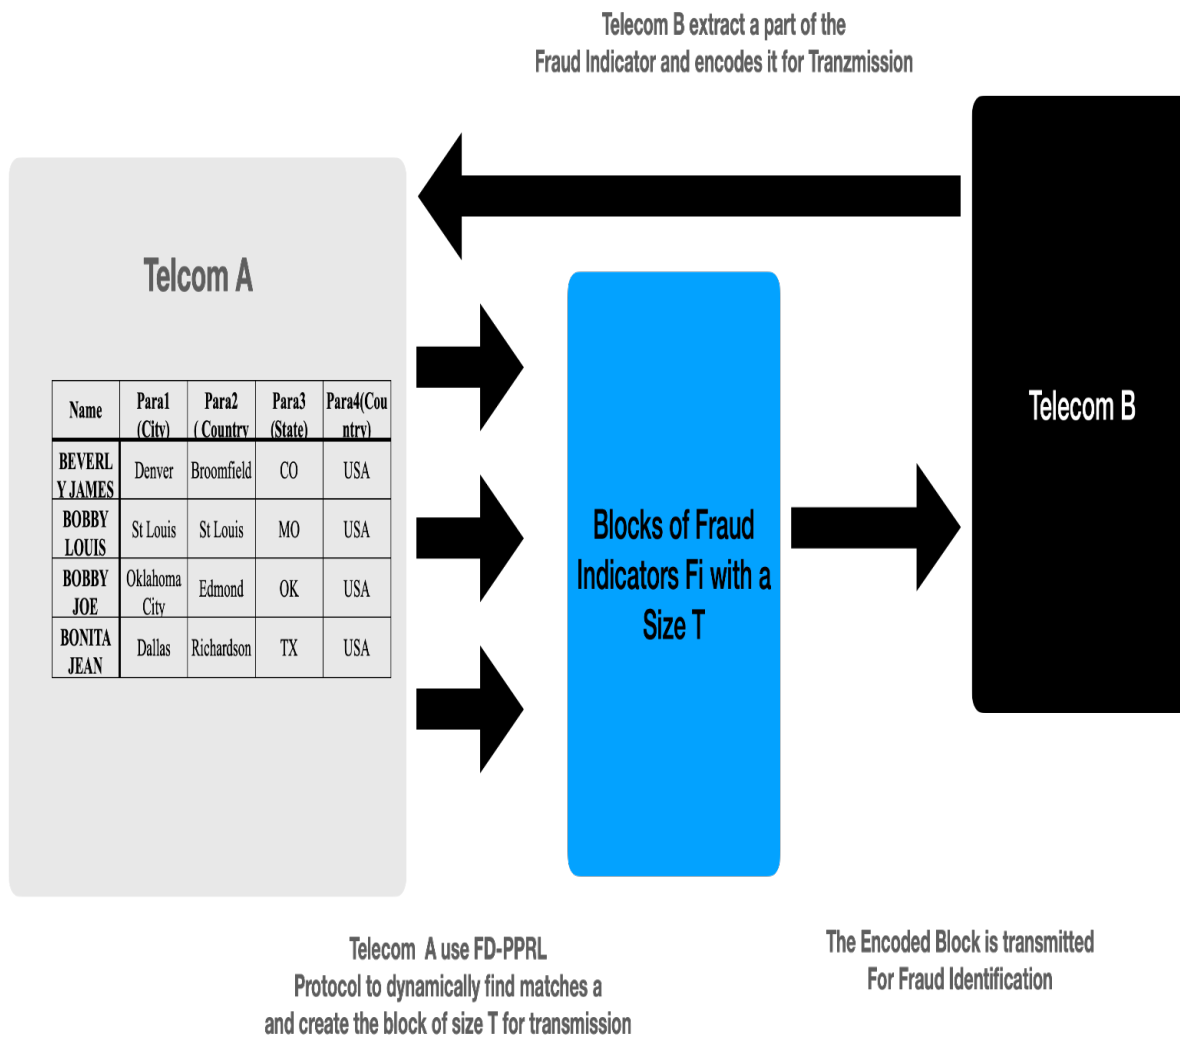 Telecom B extract a part of the
Fraud Indicator and encodes it for Tranzmission
Telcom A
Name Para1 (City) Para2 ( Country Para3 (State) Para4(Cou ntry)
BEVERL Y JAMES Denver Broomfield CO USA
BOBBY LOUIS St Louis St Louis MO USA
BOBBY JOE Oklahoma City Edmond OK USA
BONITA JEAN Dallas Richardson TX USA
Blocks of Fraud
Indicators Fi with a
Size T
Telecom B
Telecom A use FD-PPRL
Protocol to dynamically find matches a
and create the block of size T for transmission
The Encoded Block is transmitted
For Fraud Identification